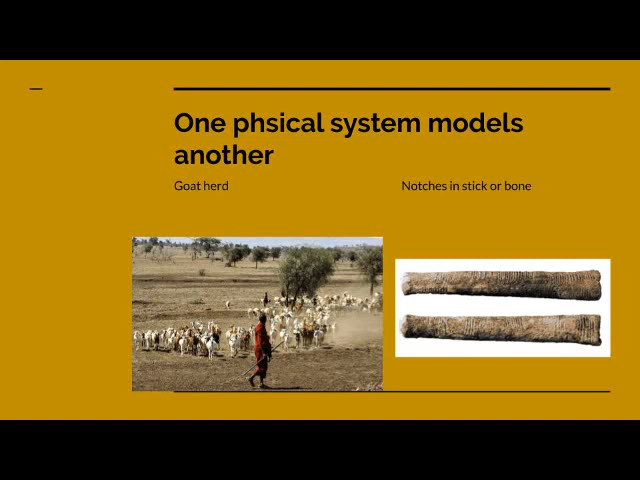 One phsical system models
another
Goat herd
Notches in stick or bone